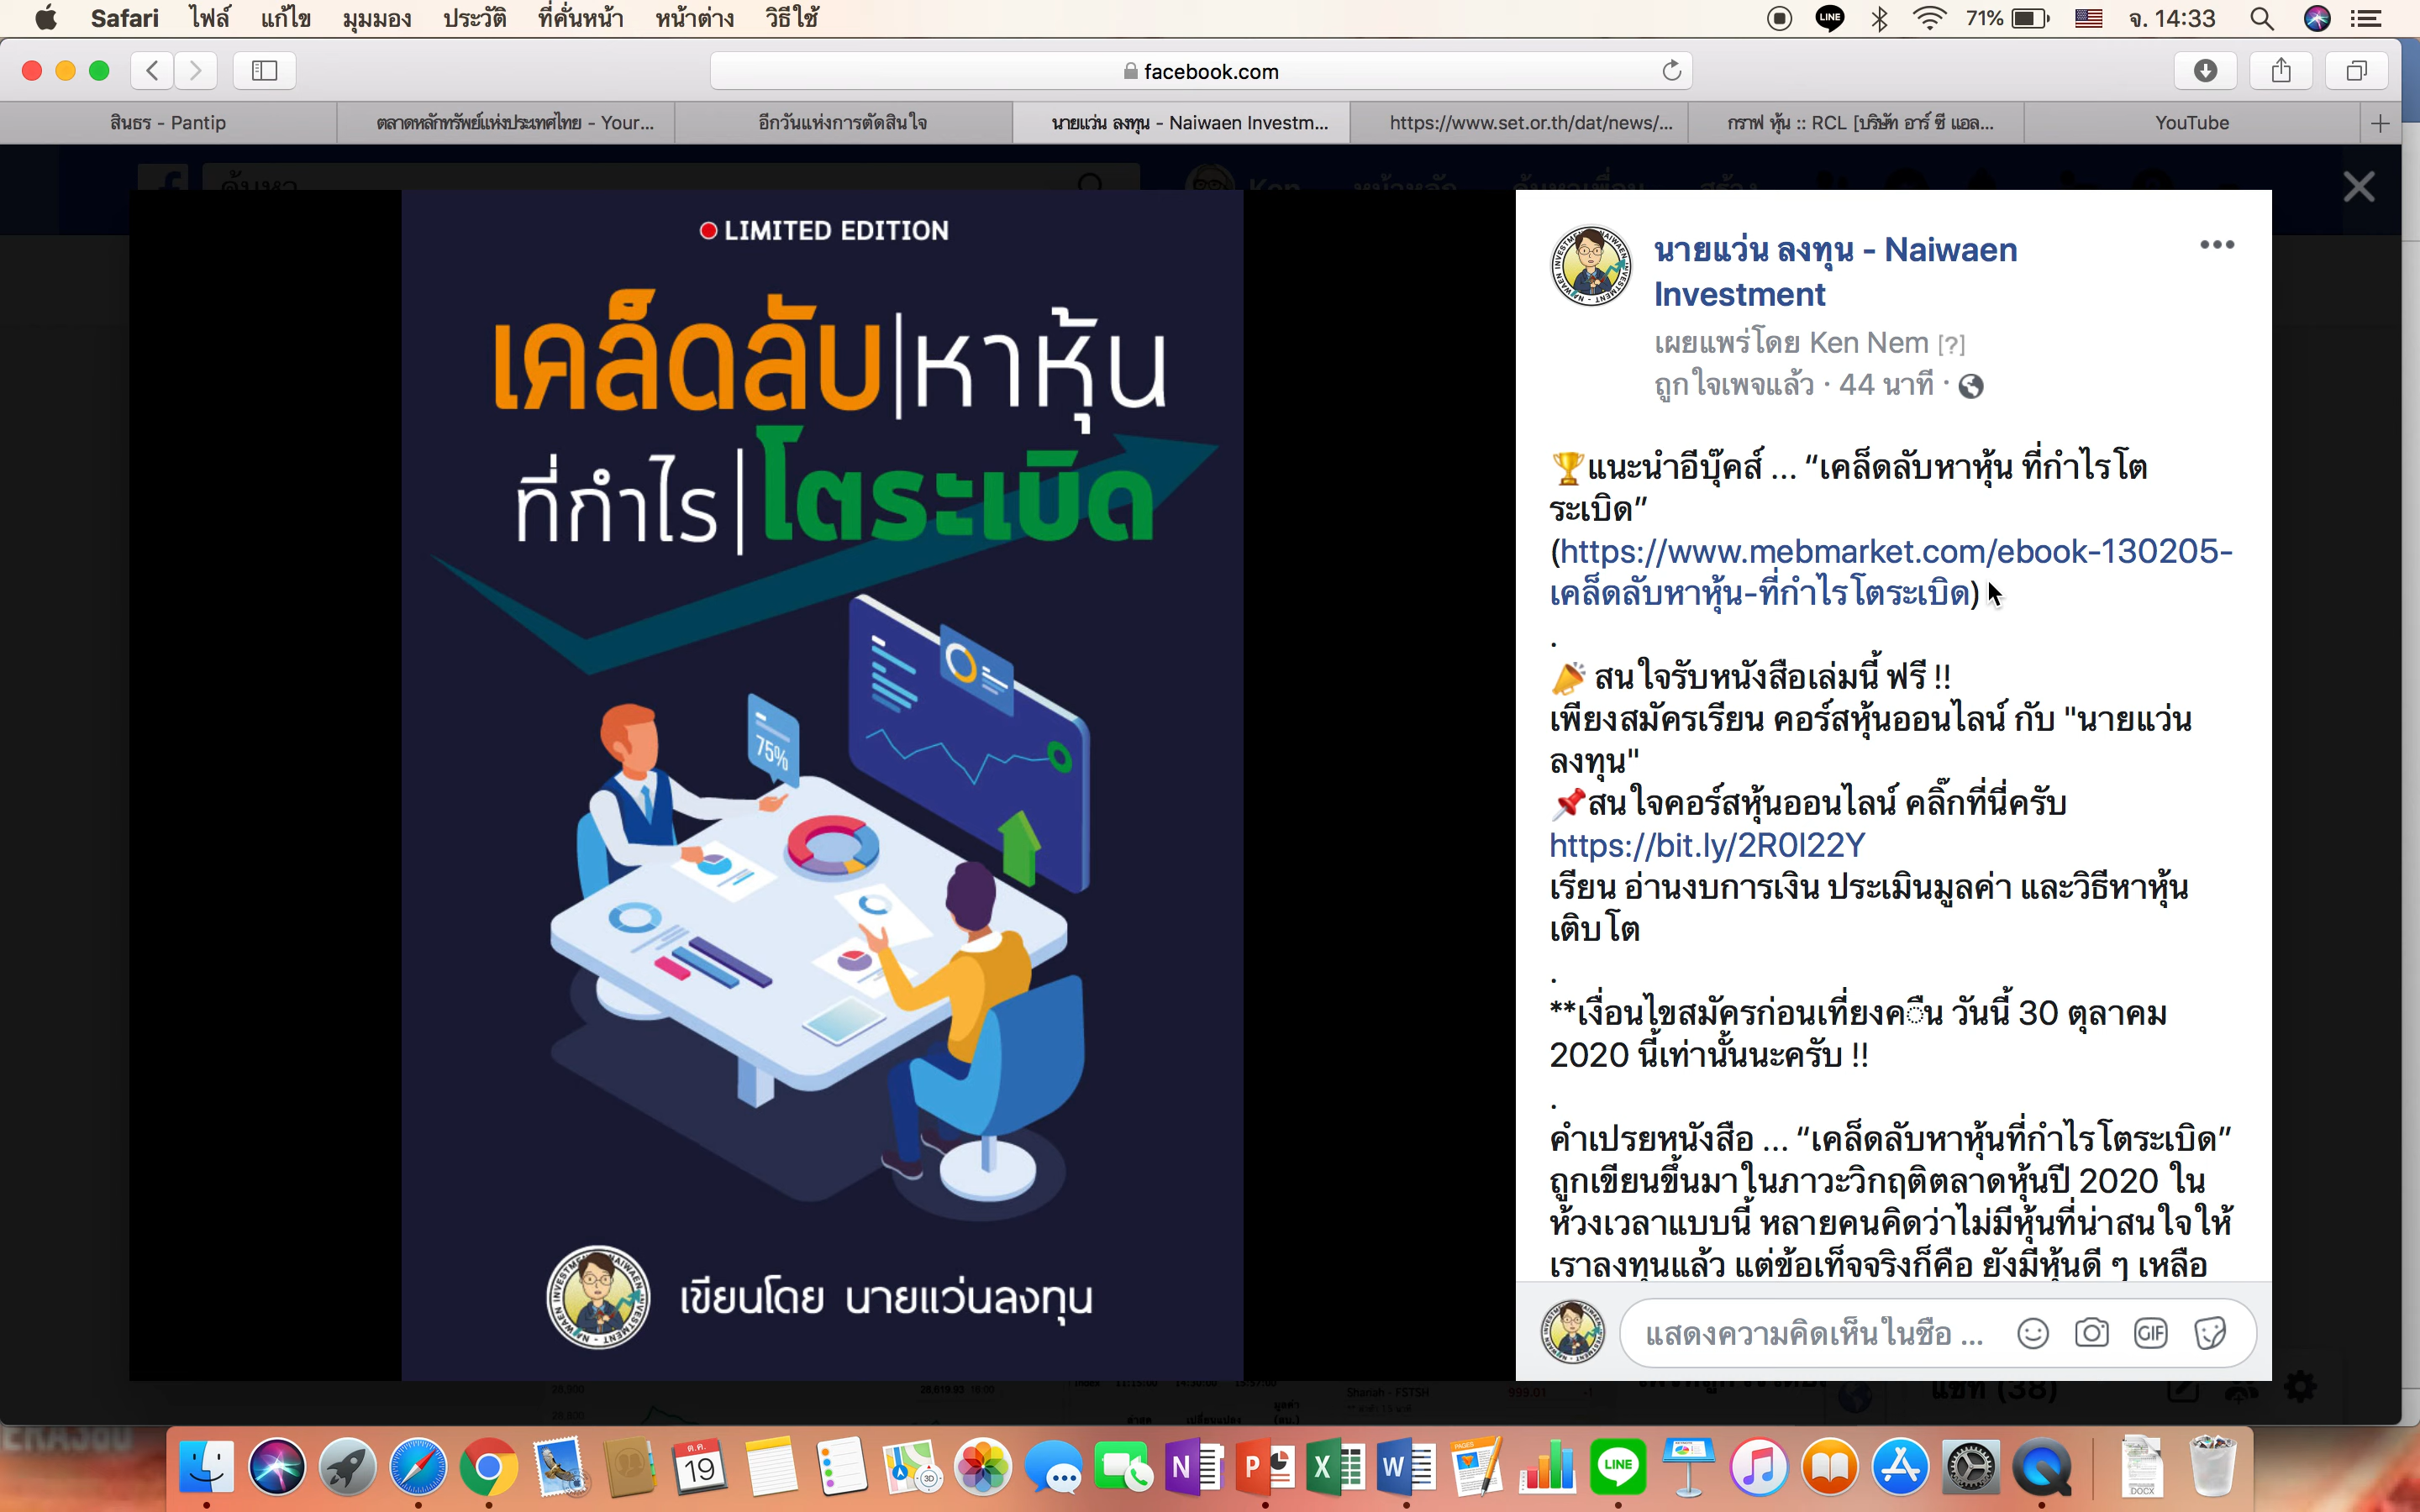 Safari ไฟล์ แก้ไข มุมมอง ประวัติ ที่คั่นหน้า หน้าต่าง วิธีใช้ LINE 71% จ. 14:33
facebook.com
สินธร - Pantip
ตลาดหลักทรัพย์แห่งประเทศไทย - Your...
อีกวันแห่งการตัดสินใจ
นายแว่น ลงทุน - Naiwaen Investm...
https://www.set.or.th/dat/news/...
กราฟ หุ้น :: RCL [บริษัท อาร์ ซี แอล...
YouTube
LIMITED EDITION
เคล็ดลับ|หาหุ้น
ที่กำไร|โตระเบิด
75%
เขียนโดย นายแว่นลงทุน
นายแว่น ลงทุน - Naiwaen
Investment
เผยแพร่โดย Ken Nem [?]
ถูกใจเพจแล้ว · 44 นาที ·
🏆แนะนำอีบุ๊คส์ ... “เคล็ดลับหาหุ้น ที่กำไรโต
ระเบิด”
(https://www.mebmarket.com/ebook-130205-
เคล็ดลับหาหุ้น-ที่กำไรโตระเบิด)
.
📣 สนใจรับหนังสือเล่มนี้ ฟรี !!
เพียงสมัครเรียน คอร์สหุ้นออนไลน์ กับ "นายแว่น
ลงทุน"
📌สนใจคอร์สหุ้นออนไลน์ คลิ๊กที่นี่ครับ
https://bit.ly/2R0I22Y
เรียน อ่านงบการเงิน ประเมินมูลค่า และวิธีหาหุ้น
เติบโต
.
**เงื่อนไขสมัครก่อนเที่ยงคืน วันนี้ 30 ตุลาคม
2020 นี้เท่านั้นนะครับ !!
.
คำเปรยหนังสือ ... “เคล็ดลับหาหุ้นที่กำไรโตระเบิด”
ถูกเขียนขึ้นมาในภาวะวิกฤติตลาดหุ้นปี 2020 ใน
ห้วงเวลาแบบนี้ หลายคนคิดว่าไม่มีหุ้นที่น่าสนใจให้
เราลงทุนแล้ว แต่ข้อเท็จจริงก็คือ ยังมีหุ้นดี ๆ เหลือ
แสดงความคิดเห็นในชื่อ ...
GIF
แชท (38)
ต.ค.
19
LINE
PAGES
DOCX